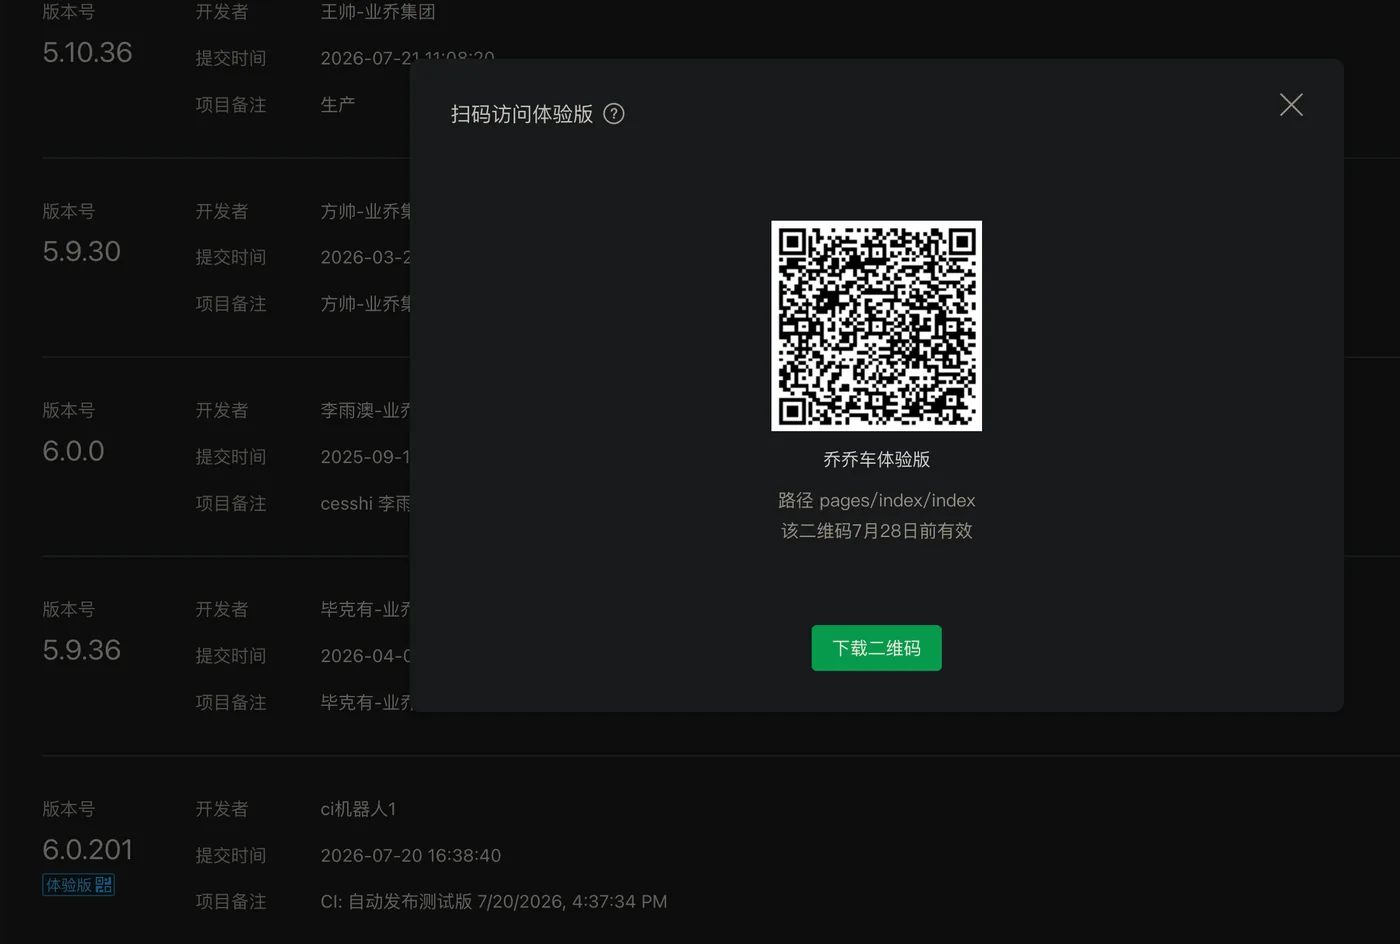 版本号
开发者
王帅-业乔集团
5.10.36
提交时间
2026-07-21 11:08:20
项目备注
生产
扫码访问体验版
?
版本号
开发者
方帅-业乔集
5.9.30
提交时间
2026-03-2
项目备注
方帅-业乔集
版本号
开发者
李雨澳-业乔
6.0.0
提交时间
2025-09-1
项目备注
cesshi 李雨
乔乔车体验版
路径 pages/index/index
该二维码7月28日前有效
下载二维码
版本号
开发者
毕克有-业乔
5.9.36
提交时间
2026-04-0
项目备注
毕克有-业乔
版本号
开发者
ci机器人1
6.0.201
提交时间
2026-07-20 16:38:40
体验版
项目备注
CI: 自动发布测试版 7/20/2026, 4:37:34 PM